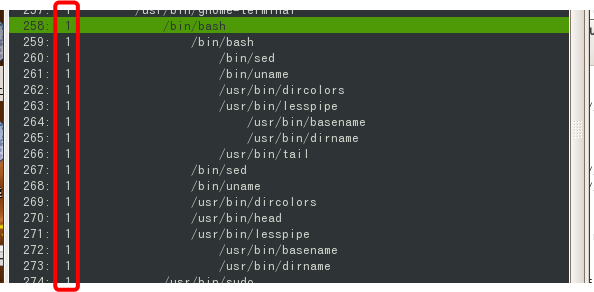 257: 1 /usr/bin/gnome-terminal
258: 1 /bin/bash
259: 1 /bin/bash
260: 1 /bin/sed
261: 1 /bin/uname
262: 1 /usr/bin/dircolors
263: 1 /usr/bin/lesspipe
264: 1 /usr/bin/basename
265: 1 /usr/bin/dirname
266: 1 /usr/bin/tail
267: 1 /bin/sed
268: 1 /bin/uname
269: 1 /usr/bin/dircolors
270: 1 /usr/bin/head
271: 1 /usr/bin/lesspipe
272: 1 /usr/bin/basename
273: 1 /usr/bin/dirname
274: 1 /usr/bin/sudo